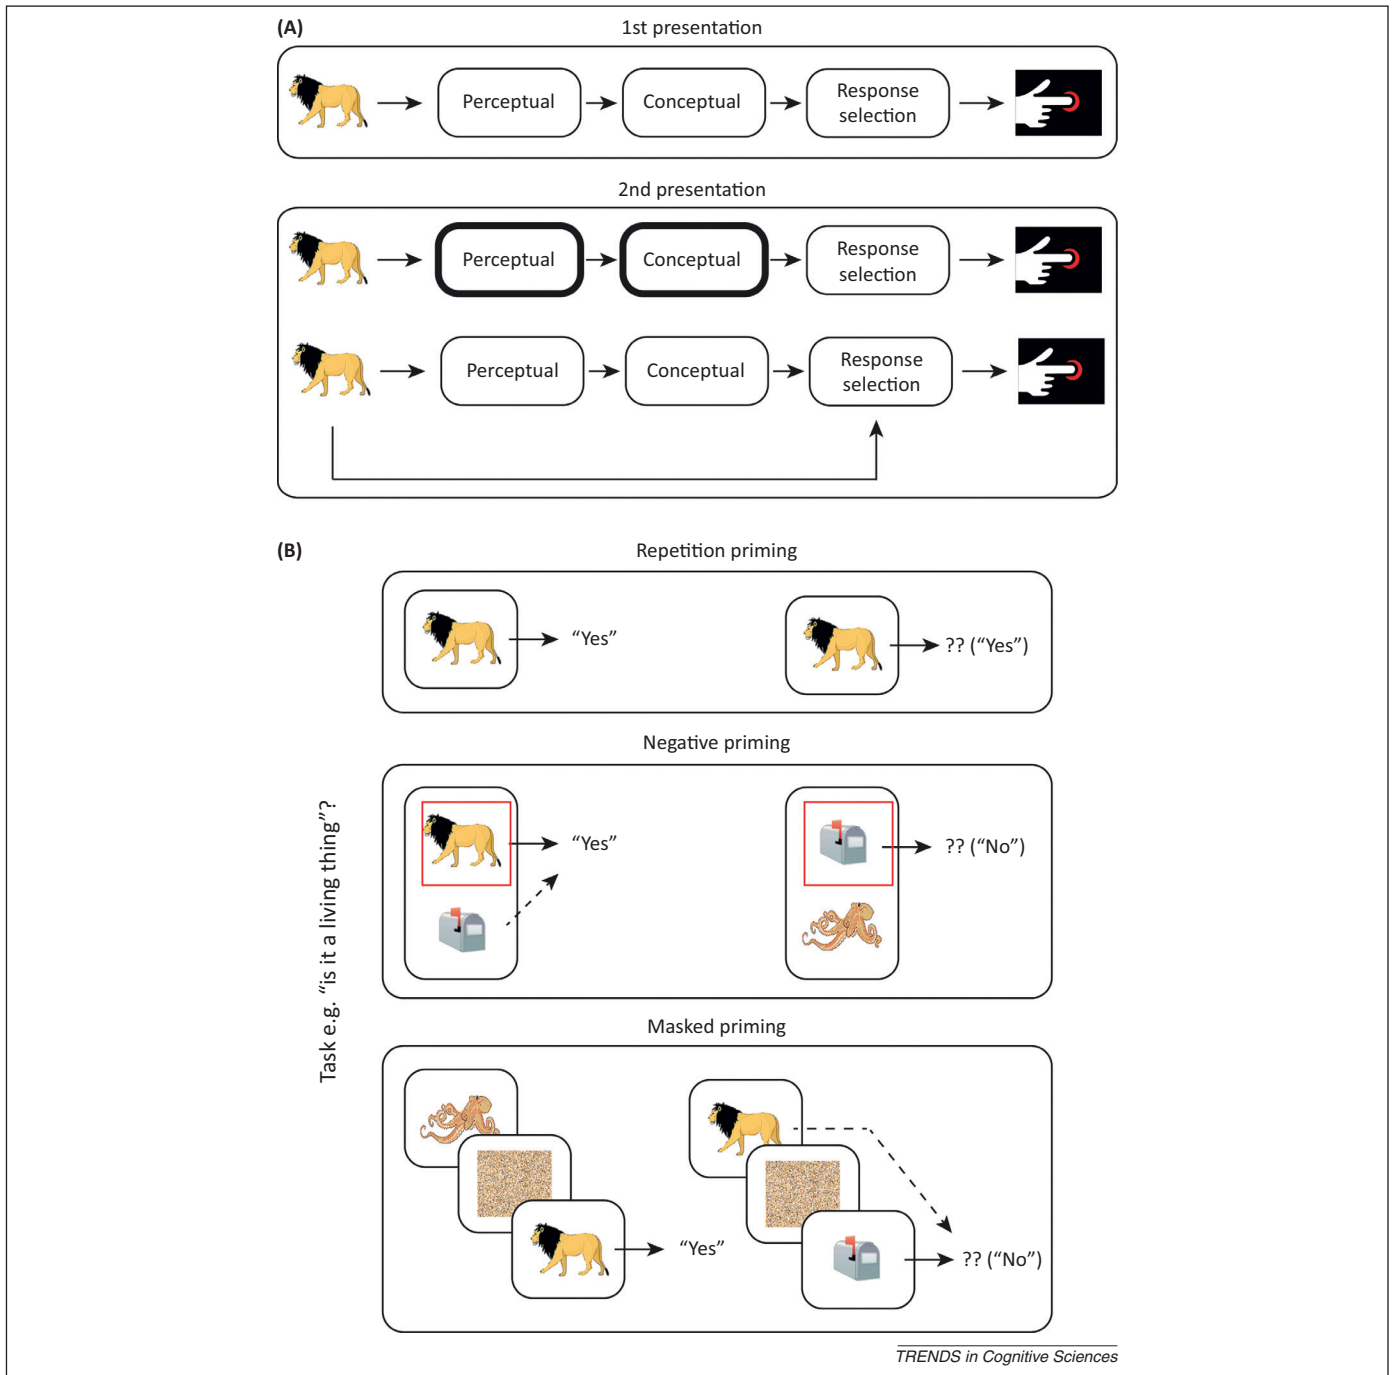 (A)
1st presentation
Perceptual
Conceptual
Response
selection
2nd presentation
Perceptual
Conceptual
Response
selection
Perceptual
Conceptual
Response
selection
(B)
Repetition priming
“Yes”
?? (“Yes”)
Negative priming
Task e.g. “is it a living thing”?
“Yes”
?? (“No”)
Masked priming
“Yes”
?? (“No”)
TRENDS in Cognitive Sciences